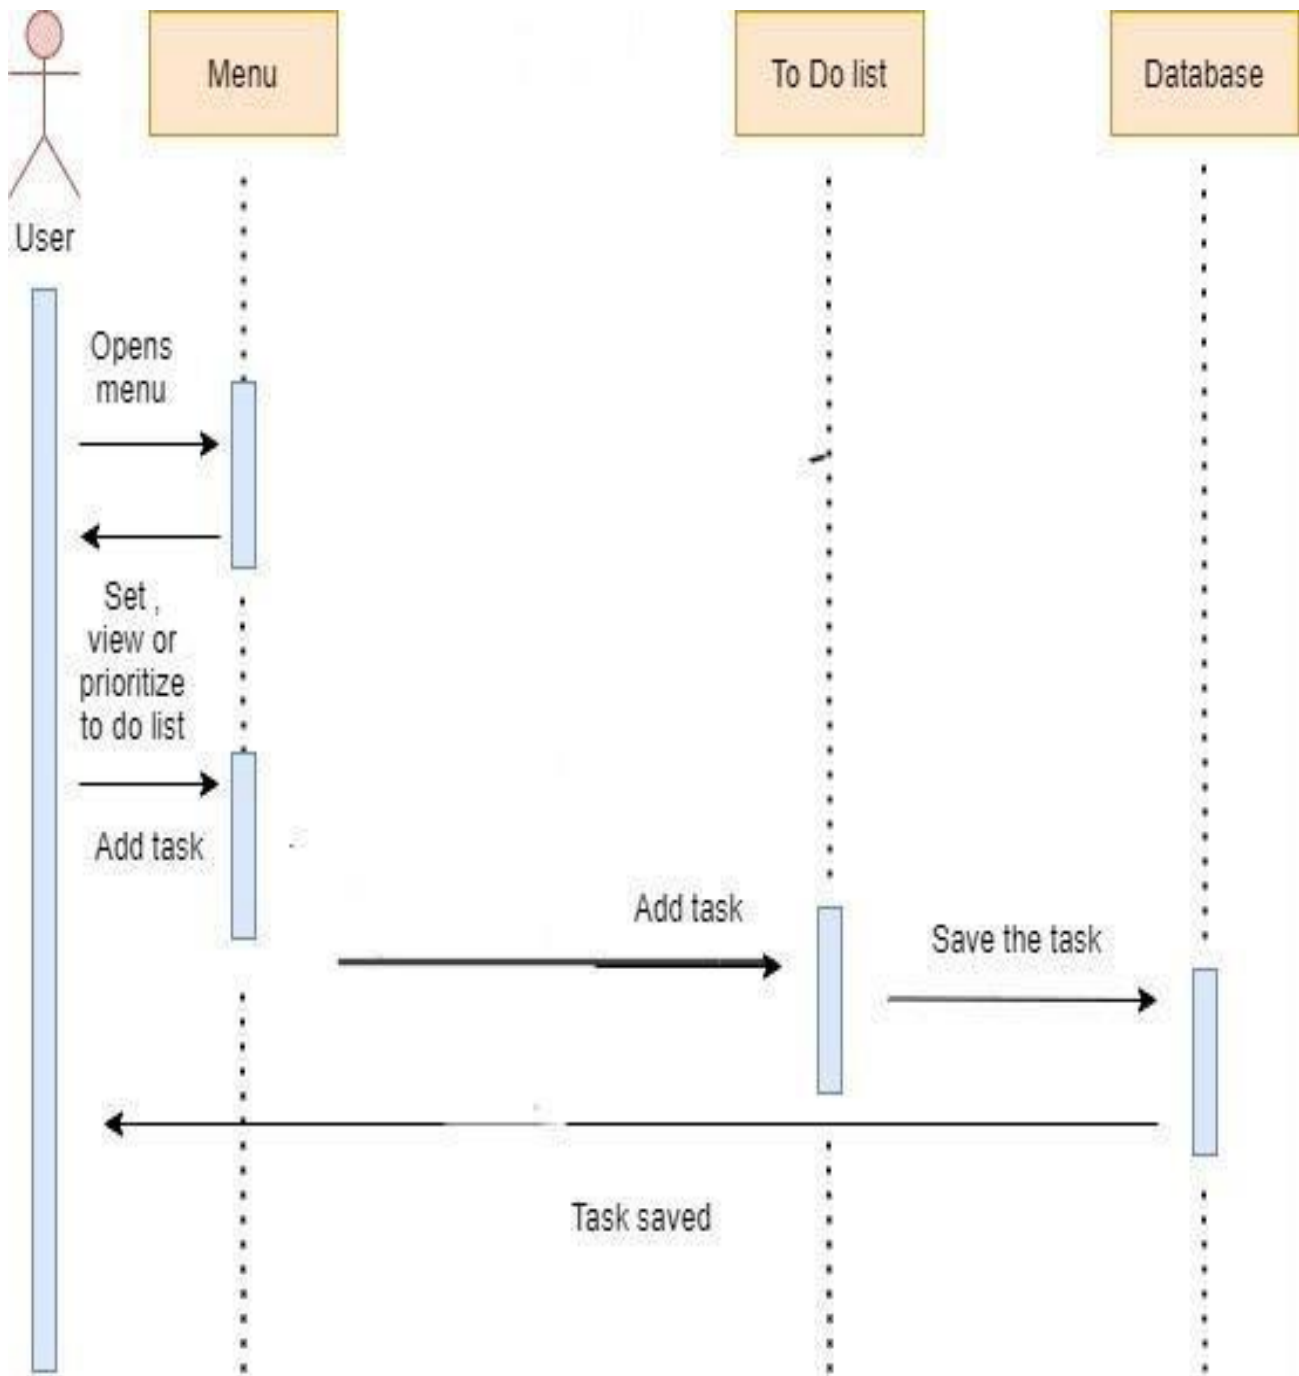 Menu
To Do list
Database
User
Opens
menu
Set ,
view or
prioritize
to do list
Add task
Add task
Save the task
Task saved